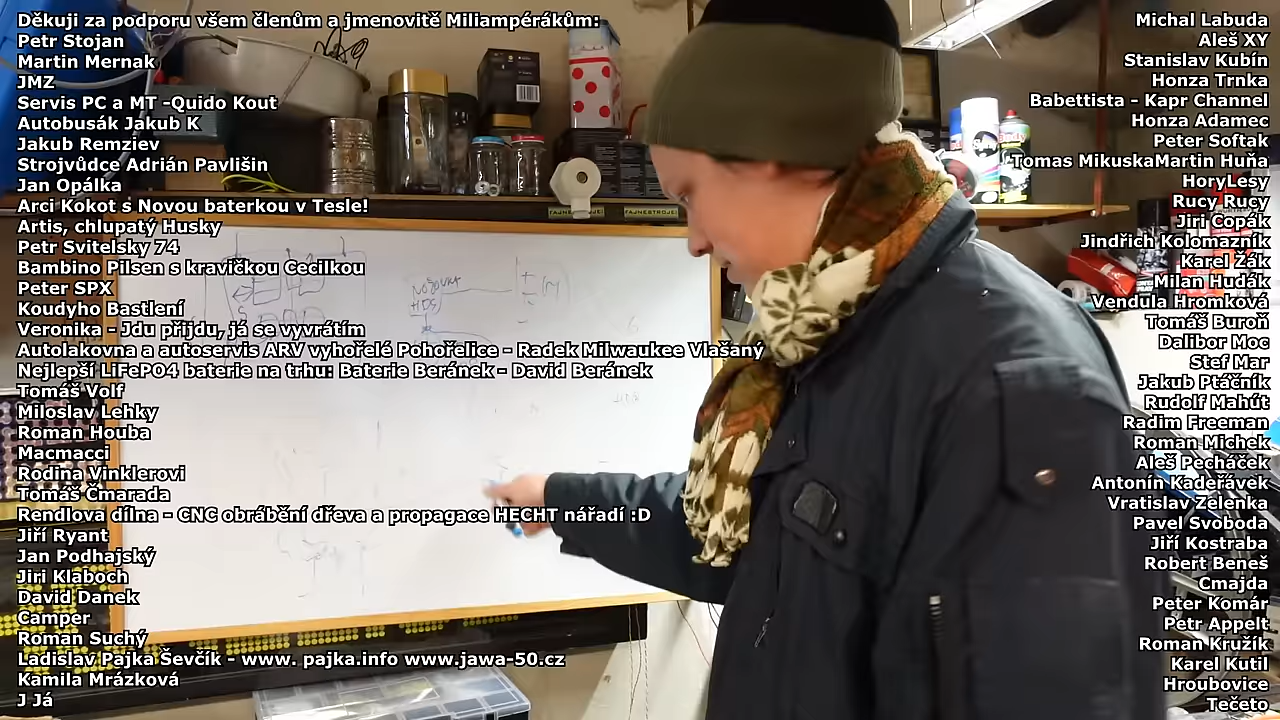 Děkuji za podporu všem členům a jmenovitě Miliampérákům:
Petr Stojan
Martin Mernak
JMZ
Servis PC a MT -Quido Kout
Autobusák Jakub K
Jakub Remziev
Strojvůdce Adrián Pavlišin
Jan Opálka
Arci Kokot s Novou baterkou v Tesle!
Artis, chlupatý Husky
Petr Svitelsky 74
Bambino Pilsen s kravičkou Cecilkou
Peter SPX
Koudyho Bastlení
Veronika - Jdu přijdu, já se vyvrátím
Autolakovna a autoservis ARV vyhořelé Pohořelice - Radek Milwaukee Vlašaný
Nejlepší LiFePO4 baterie na trhu: Baterie Beránek - David Beránek
Tomáš Volf
Miloslav Lehky
Roman Houba
Macmacci
Rodina Vinklerovi
Tomáš Čmarada
Rendlova dílna - CNC obrábění dřeva a propagace HECHT nářadí :D
Jiří Ryant
Jan Podhajský
Jiri Klaboch
David Danek
Camper
Roman Suchý
Ladislav Pajka Ševčík - www. pajka.info www.jawa-50.cz
Kamila Mrázková
J Já
Michal Labuda
Aleš XY
Stanislav Kubín
Honza Trnka
Babettista - Kapr Channel
Honza Adamec
Peter Softak
Tomas MikuskaMartin Huňa
HoryLesy
Rucy Rucy
Jiri Copák
Jindřich Kolomazník
Karel Žák
Milan Hudák
Vendula Hromková
Tomáš Buroň
Dalibor Moc
Stef Mar
Jakub Ptáčník
Rudolf Mahút
Radim Freeman
Roman Michek
Aleš Pecháček
Antonín Kadeřávek
Vratislav Zelenka
Pavel Svoboda
Jiří Kostraba
Robert Beneš
Cmajda
Peter Komár
Petr Appelt
Roman Kružík
Karel Kutil
Hroubovice
Tečeto